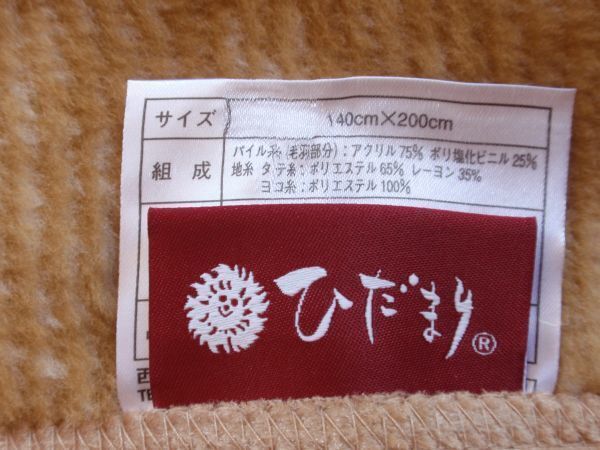 サイズ 140cm×200cm
組成 パイル糸(毛羽部分):アクリル75% ポリ塩化ビニル25%
地糸 タテ糸:ポリエステル65% レーヨン35%
ヨコ糸:ポリエステル100%
ひだまり®
西
TE